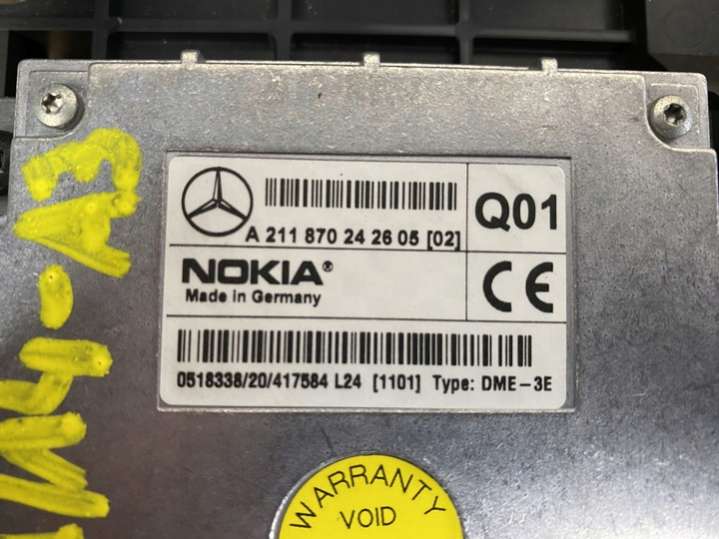 A 211 870 24 26 05 [02]
Q01
NOKIA®
Made in Germany
CE
0518338/20/417584 L24 [1101] Type: DME-3E
WARRANTY
VOID